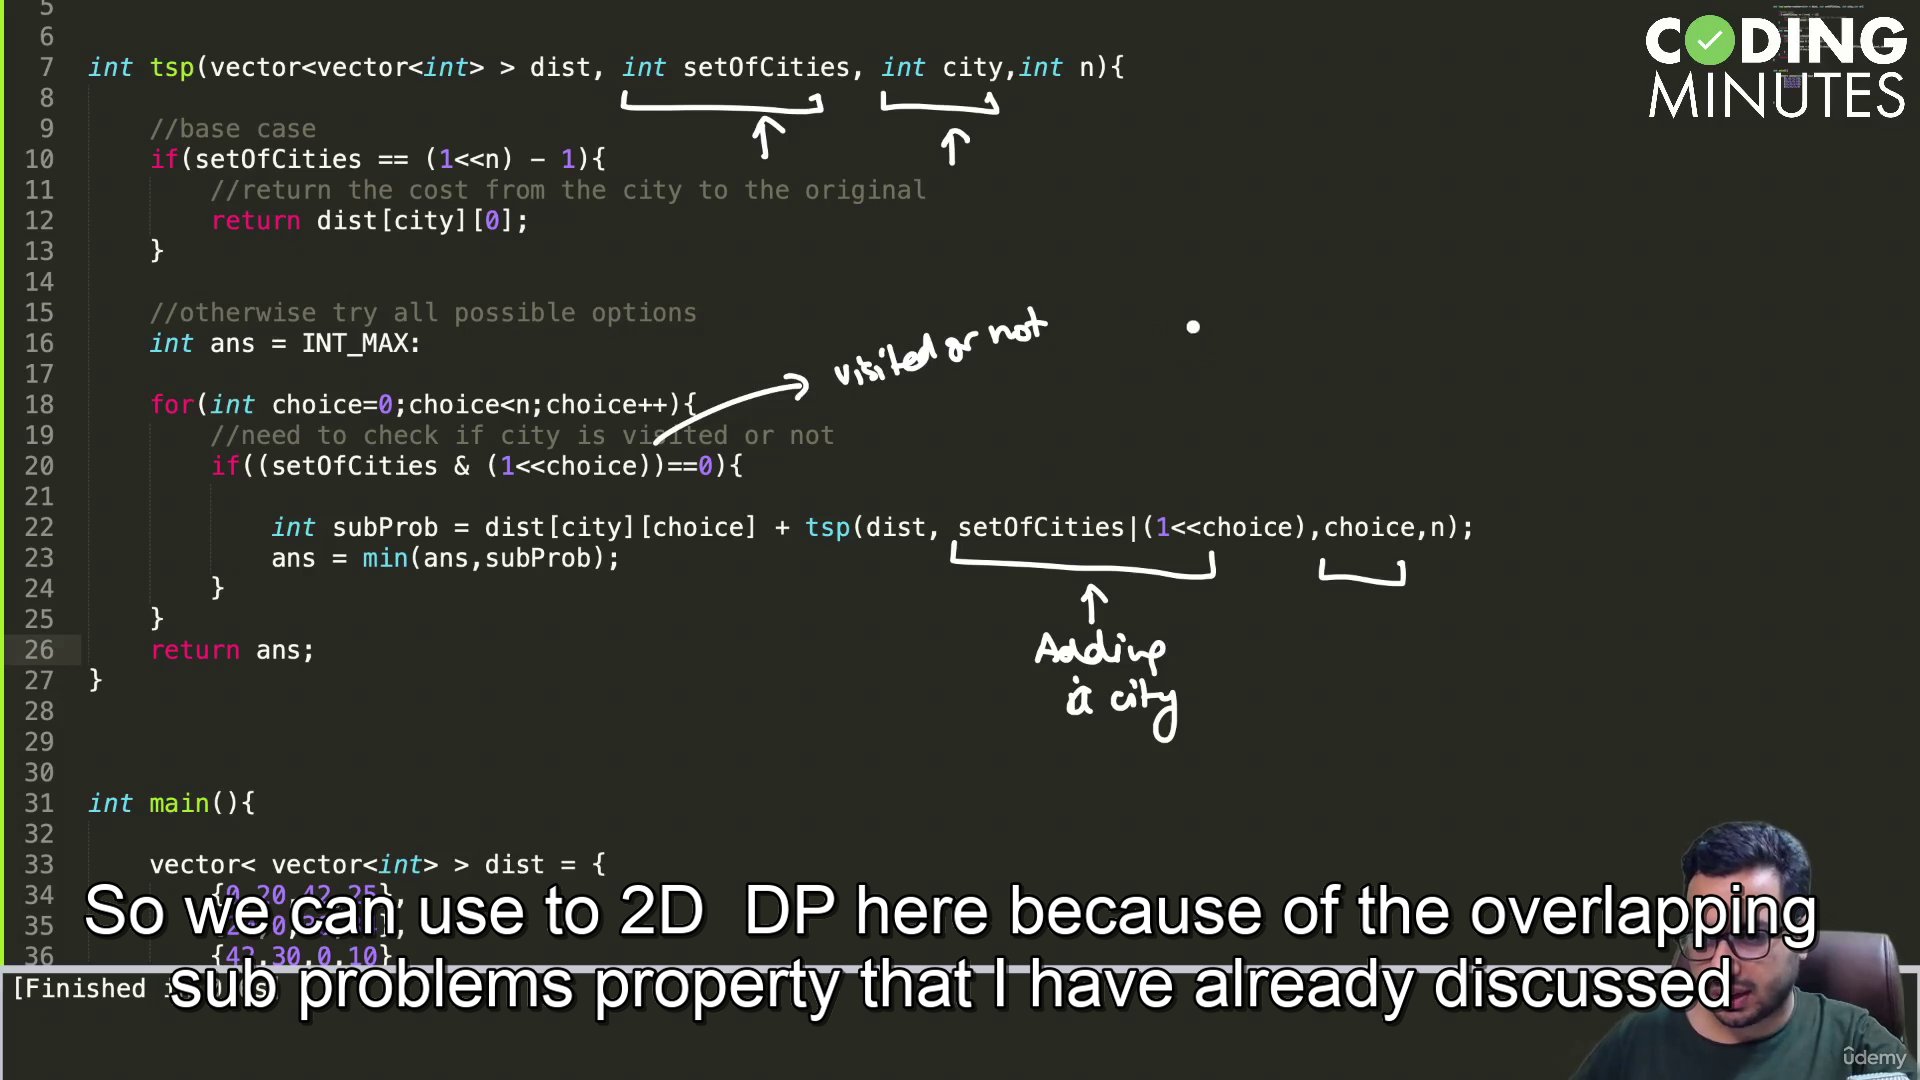 5
6
7 int tsp(vector<vector<int> > dist, int setOfCities, int city,int n){
8
9 //base case
10 if(setOfCities == (1<<n) - 1){
11 //return the cost from the city to the original
12 return dist[city][0];
13 }
14
15 //otherwise try all possible options
16 int ans = INT_MAX:
17
18 for(int choice=0;choice<n;choice++){
19 //need to check if city is visited or not
20 if((setOfCities & (1<<choice))==0){
21
22 int subProb = dist[city][choice] + tsp(dist, setOfCities|(1<<choice),choice,n);
23 ans = min(ans,subProb);
24 }
25 }
26 return ans;
27 }
28
29
30
31 int main(){
32
33 vector< vector<int> > dist = {
34 {0,20,42,25},
35
36 {42,30,0,10}
visited or not
Adding
a city
CODING
MINUTES
So we can use to 2D DP here because of the overlapping
sub problems property that I have already discussed
[Finished
udemy